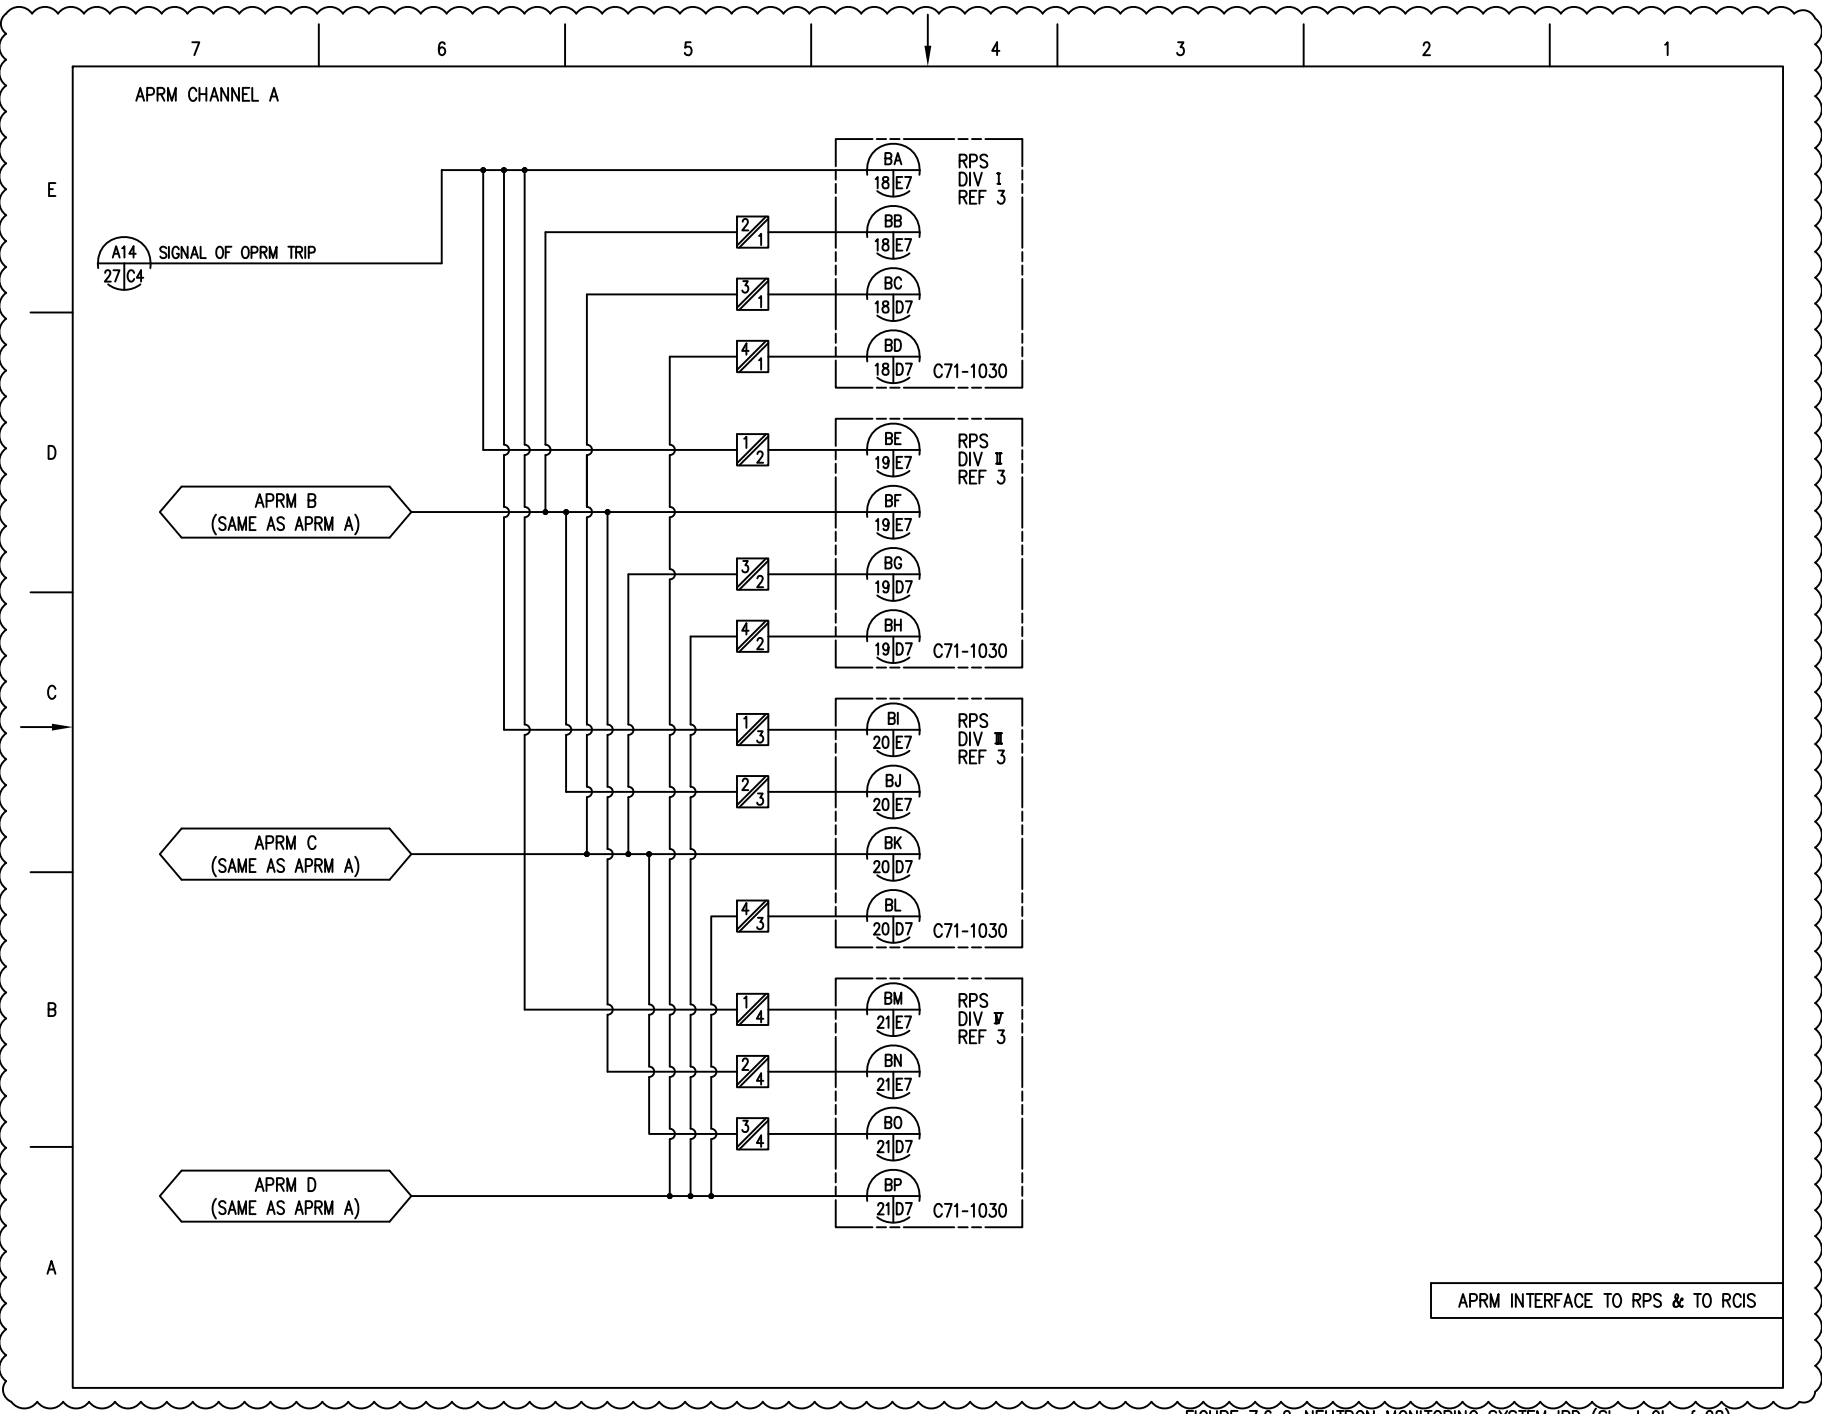 7 6 5 4 3 2 1
APRM CHANNEL A
E
D
C
B
A
A14
27 C4
SIGNAL OF OPRM TRIP
APRM B
(SAME AS APRM A)
APRM C
(SAME AS APRM A)
APRM D
(SAME AS APRM A)
BA
18 E7
RPS
DIV I
REF 3
2/1
BB
18 E7
3/1
BC
18 D7
4/1
BD
18 D7
C71-1030
1/2
BE
19 E7
RPS
DIV II
REF 3
BF
19 E7
3/2
BG
19 D7
4/2
BH
19 D7
C71-1030
1/3
BI
20 E7
RPS
DIV III
REF 3
2/3
BJ
20 E7
BK
20 D7
4/3
BL
20 D7
C71-1030
1/4
BM
21 E7
RPS
DIV IV
REF 3
2/4
BN
21 E7
3/4
BO
21 D7
BP
21 D7
C71-1030
APRM INTERFACE TO RPS & TO RCIS
NEUTRON MONITORING SYSTEM